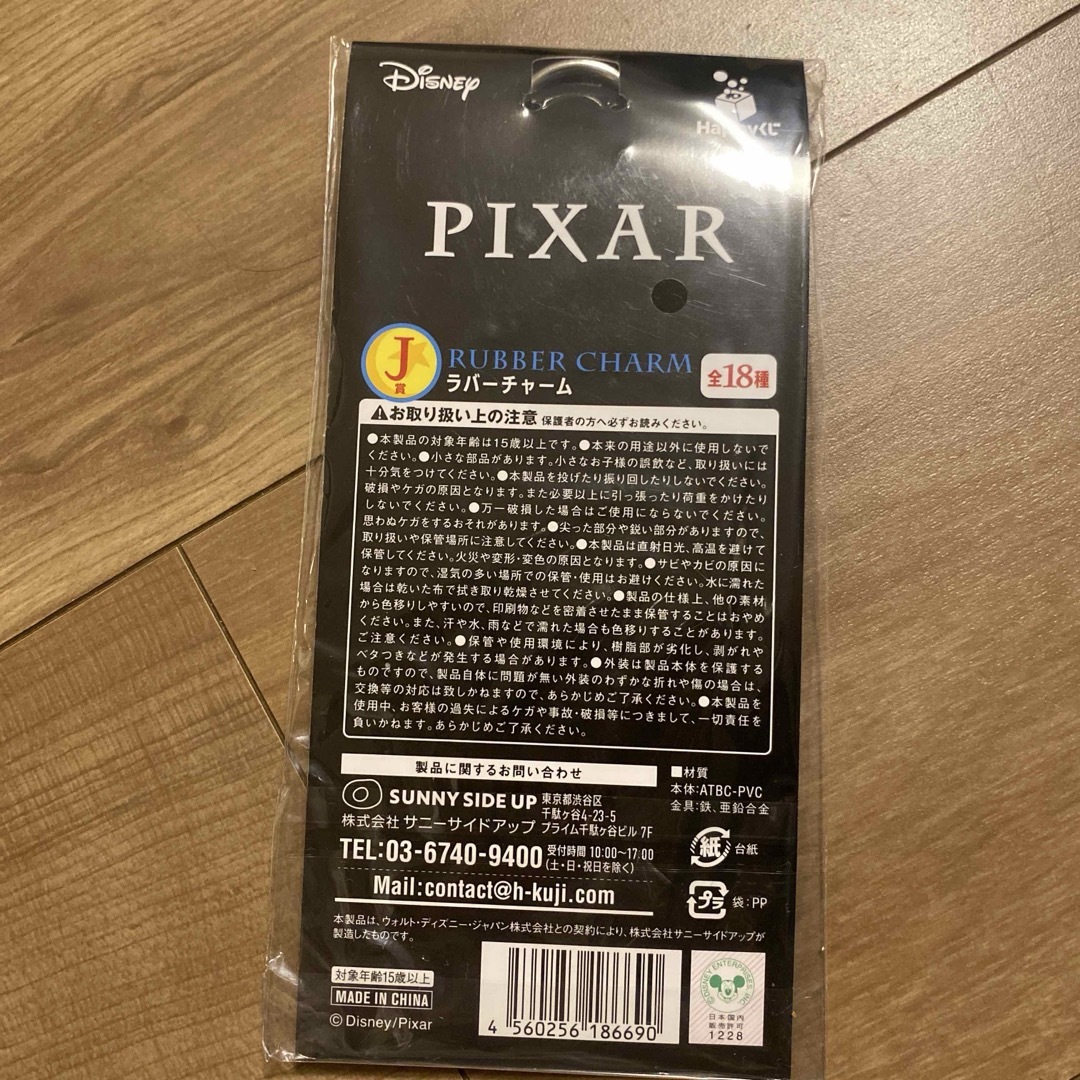 Disney
Happyくじ
PIXAR
J賞
RUBBER CHARM
ラバーチャーム
全18種
⚠お取り扱い上の注意 保護者の方へ必ずお読みください。
●本製品の対象年齢は15歳以上です。●本来の用途以外に使用しないで
ください。●小さな部品があります。小さなお子様の誤飲など、取り扱いには
十分気をつけてください。●本製品を投げたり振り回したりしないでください。
破損やケガの原因となります。また必要以上に引っ張ったり荷重をかけたり
しないでください。●万一破損した場合はご使用にならないでください。
思わぬケガをするおそれがあります。●尖った部分や鋭い部分がありますので、
取り扱いや保管場所に注意してください。●本製品は直射日光、高温を避けて
保管してください。火災や変形・変色の原因となります。●サビやカビの原因に
なりますので、湿気の多い場所での保管・使用はお避けください。水に濡れた
場合は乾いた布で拭き取り乾燥させてください。●製品の仕様上、他の素材
から色移りしやすいので、印刷物などを密着させたまま保管することはおやめ
ください。また、汗や水、雨などで濡れた場合も色移りすることがあります。
ご注意ください。●保管や使用環境により、樹脂部が劣化し、剥がれや
ベタつきなどが発生する場合があります。●外装は製品本体を保護する
ものですので、製品自体に問題が無い外装のわずかな折れや傷の場合は、
交換等の対応は致しかねますので、あらかじめご了承ください。●本製品を
使用中、お客様の過失によるケガや事故・破損等につきまして、一切責任を
負いかねます。あらかじめご了承ください。
製品に関するお問い合わせ
SUNNY SIDE UP
株式会社 サニーサイドアップ
東京都渋谷区
千駄ヶ谷4-23-5
プライム千駄ヶ谷ビル 7F
TEL:03-6740-9400
受付時間 10:00〜17:00
(土・日・祝日を除く)
Mail:contact@h-kuji.com
■材質
本体:ATBC-PVC
金具:鉄、亜鉛合金
紙 台紙
プラ 袋:PP
本製品は、ウォルト・ディズニー・ジャパン株式会社との契約により、株式会社サニーサイドアップが
製造したものです。
対象年齢15歳以上
MADE IN CHINA
©Disney/Pixar
4 560256 186690
©DISNEY ENTERPRISES, INC.
日本国内
販売許可
1228